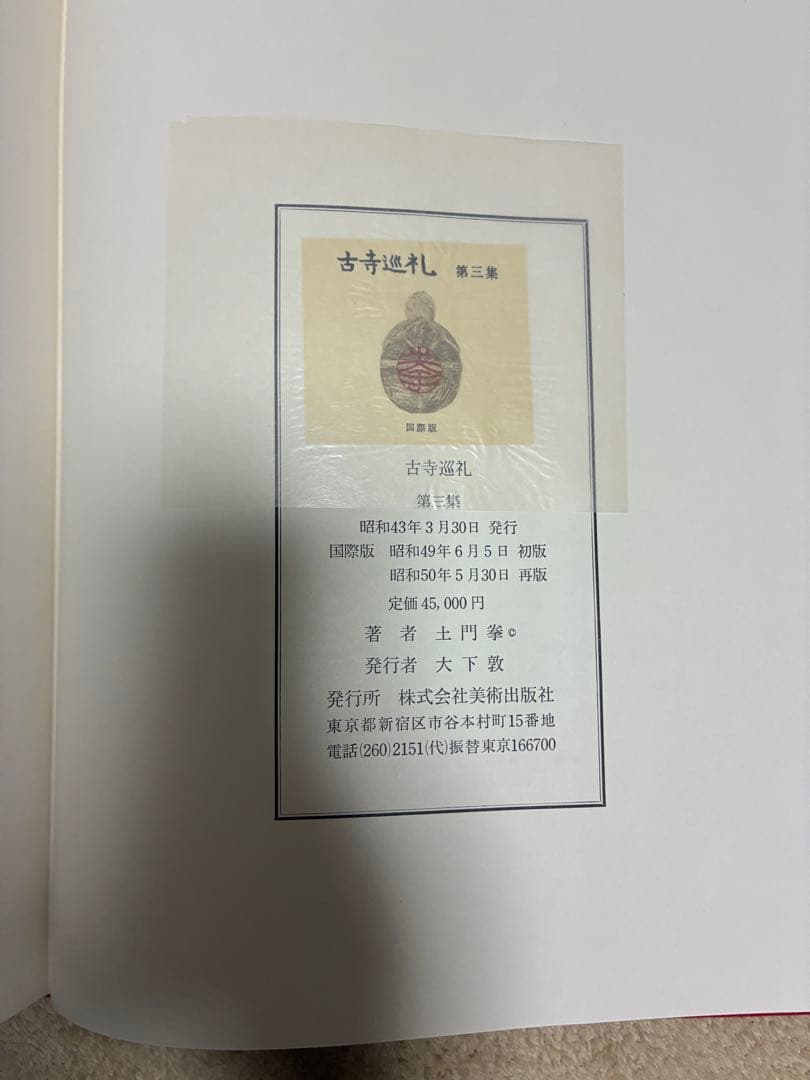 古寺巡礼 第三集
国際版
古寺巡礼
第三集
昭和43年3月30日 発行
国際版 昭和49年6月5日 初版
昭和50年5月30日 再版
定価45,000円
著者 土門拳©
発行者 大下敦
発行所 株式会社美術出版社
東京都新宿区市谷本村町15番地
電話(260)2151(代)振替東京166700